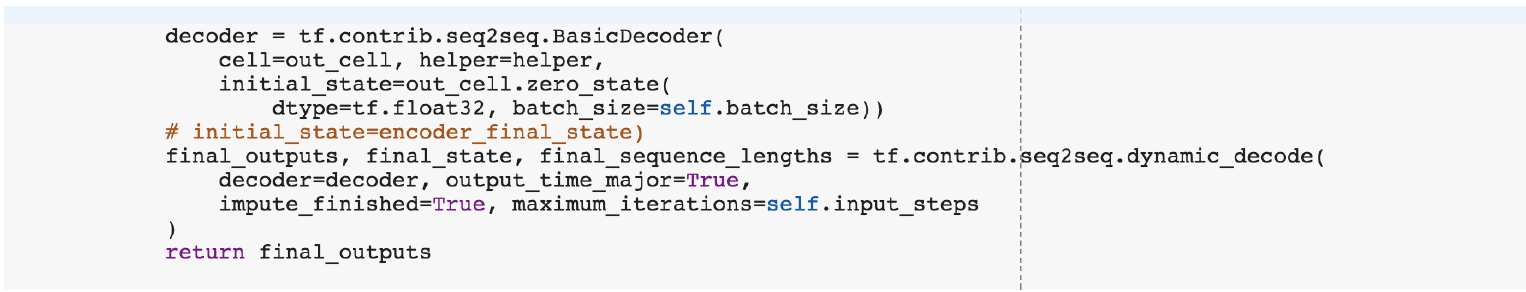 decoder = tf.contrib.seq2seq.BasicDecoder(
    cell=out_cell, helper=helper,
    initial_state=out_cell.zero_state(
        dtype=tf.float32, batch_size=self.batch_size))
# initial_state=encoder_final_state)
final_outputs, final_state, final_sequence_lengths = tf.contrib.seq2seq.dynamic_decode(
    decoder=decoder, output_time_major=True,
    impute_finished=True, maximum_iterations=self.input_steps
)
return final_outputs